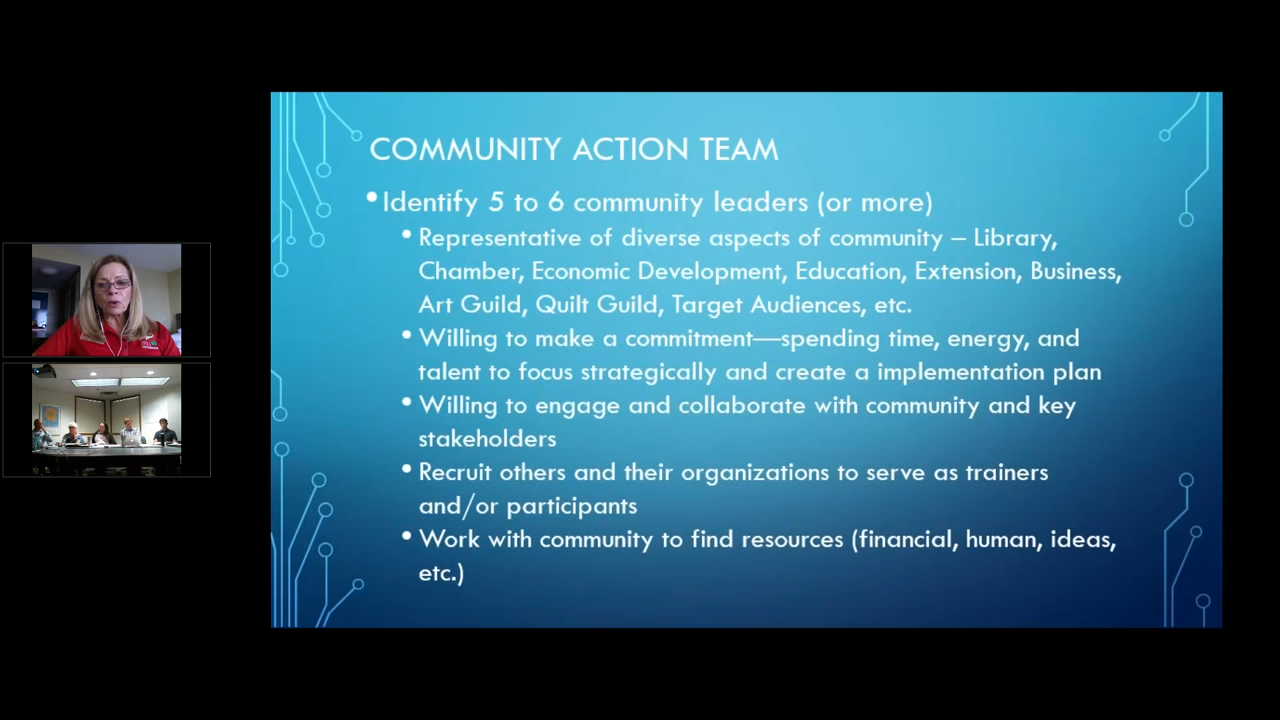 COMMUNITY ACTION TEAM
•Identify 5 to 6 community leaders (or more)
• Representative of diverse aspects of community – Library,
Chamber, Economic Development, Education, Extension, Business,
Art Guild, Quilt Guild, Target Audiences, etc.
• Willing to make a commitment—spending time, energy, and
talent to focus strategically and create a implementation plan
• Willing to engage and collaborate with community and key
stakeholders
• Recruit others and their organizations to serve as trainers
and/or participants
• Work with community to find resources (financial, human, ideas,
etc.)